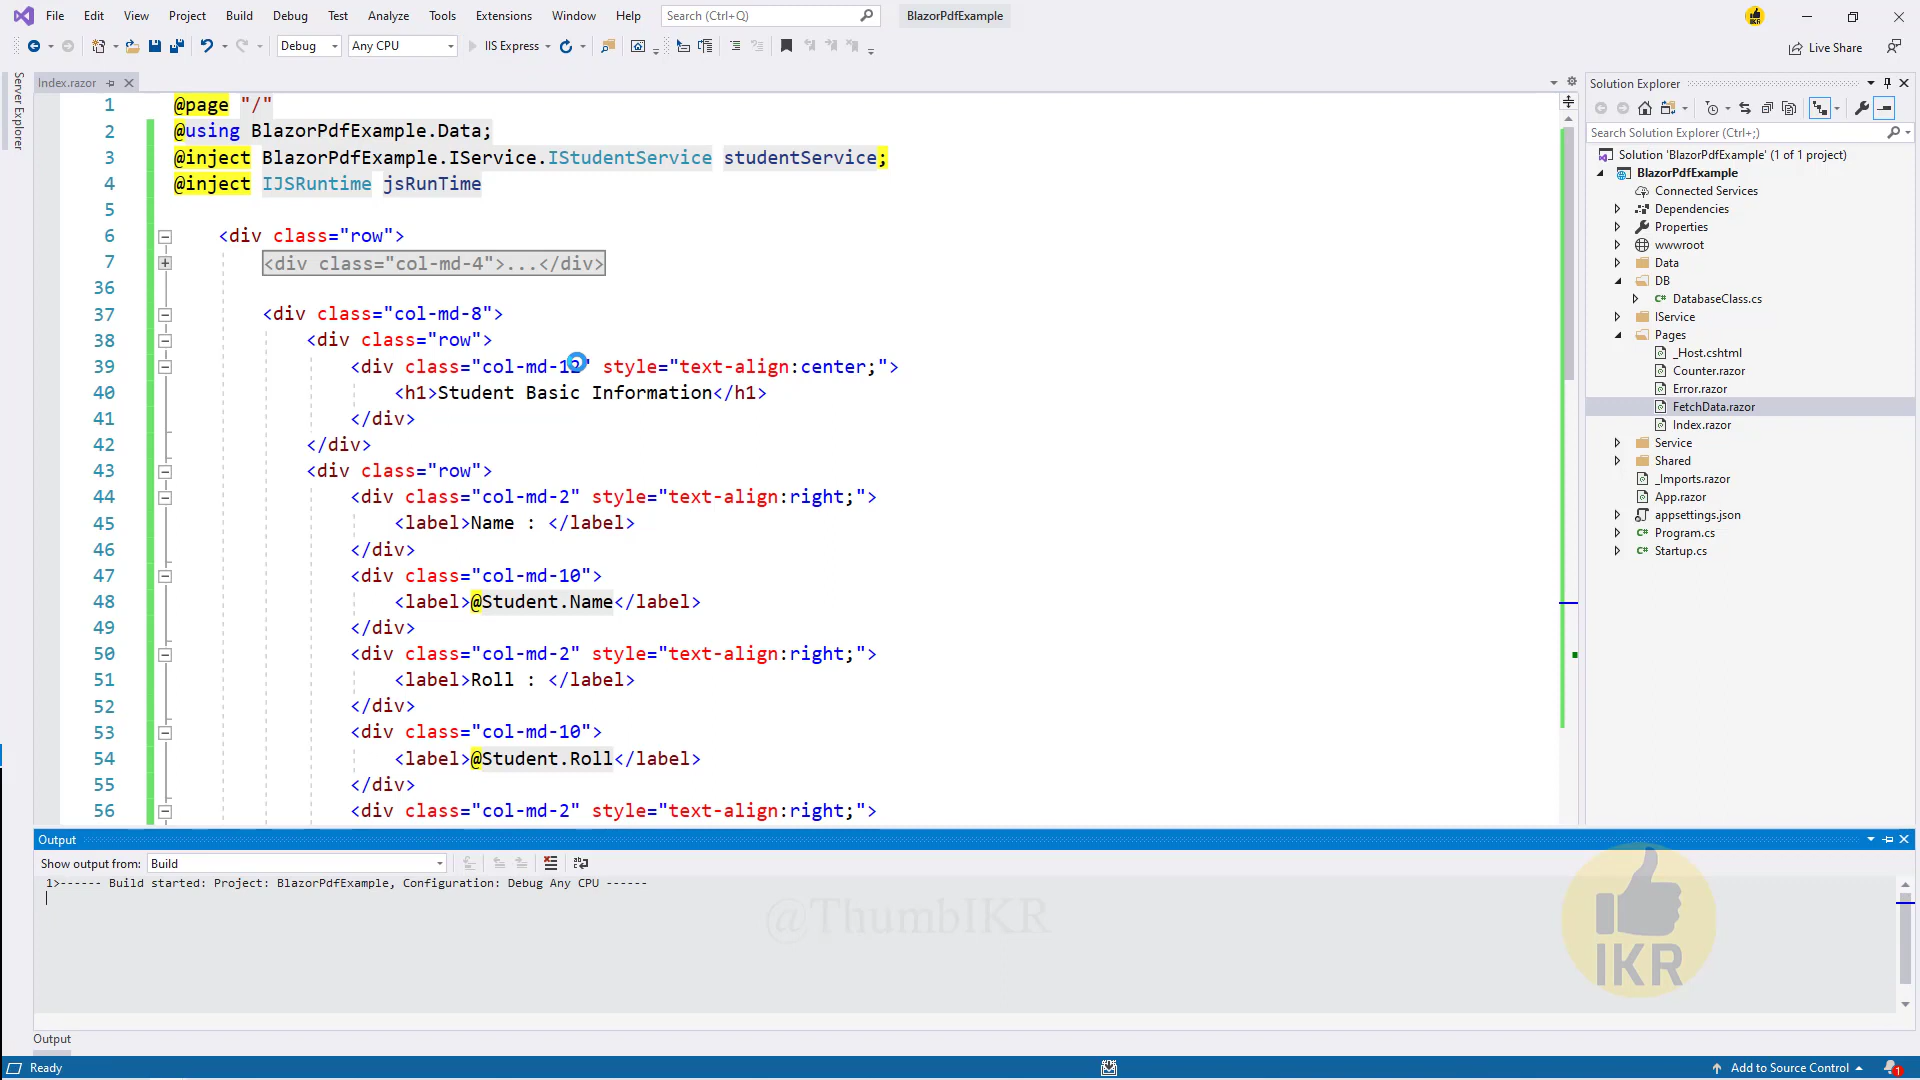 File Edit View Project Build Debug Test Analyze Tools Extensions Window Help Search (Ctrl+Q) BlazorPdfExample
Debug Any CPU IIS Express Live Share
Server Explorer
Index.razor
1 @page "/"
2 @using BlazorPdfExample.Data;
3 @inject BlazorPdfExample.IService.IStudentService studentService;
4 @inject IJSRuntime jsRunTime
5
6 <div class="row">
7 <div class="col-md-4">...</div>
36
37 <div class="col-md-8">
38 <div class="row">
39 <div class="col-md-12" style="text-align:center;">
40 <h1>Student Basic Information</h1>
41 </div>
42 </div>
43 <div class="row">
44 <div class="col-md-2" style="text-align:right;">
45 <label>Name : </label>
46 </div>
47 <div class="col-md-10">
48 <label>@Student.Name</label>
49 </div>
50 <div class="col-md-2" style="text-align:right;">
51 <label>Roll : </label>
52 </div>
53 <div class="col-md-10">
54 <label>@Student.Roll</label>
55 </div>
56 <div class="col-md-2" style="text-align:right;">
Solution Explorer
Search Solution Explorer (Ctrl+;)
Solution 'BlazorPdfExample' (1 of 1 project)
BlazorPdfExample
Connected Services
Dependencies
Properties
wwwroot
Data
DB
C# DatabaseClass.cs
IService
Pages
_Host.cshtml
Counter.razor
Error.razor
FetchData.razor
Index.razor
Service
Shared
_Imports.razor
App.razor
appsettings.json
C# Program.cs
C# Startup.cs
Output
Show output from: Build
1>------ Build started: Project: BlazorPdfExample, Configuration: Debug Any CPU ------
@ThumbIKR
IKR
Output
Ready Add to Source Control 1